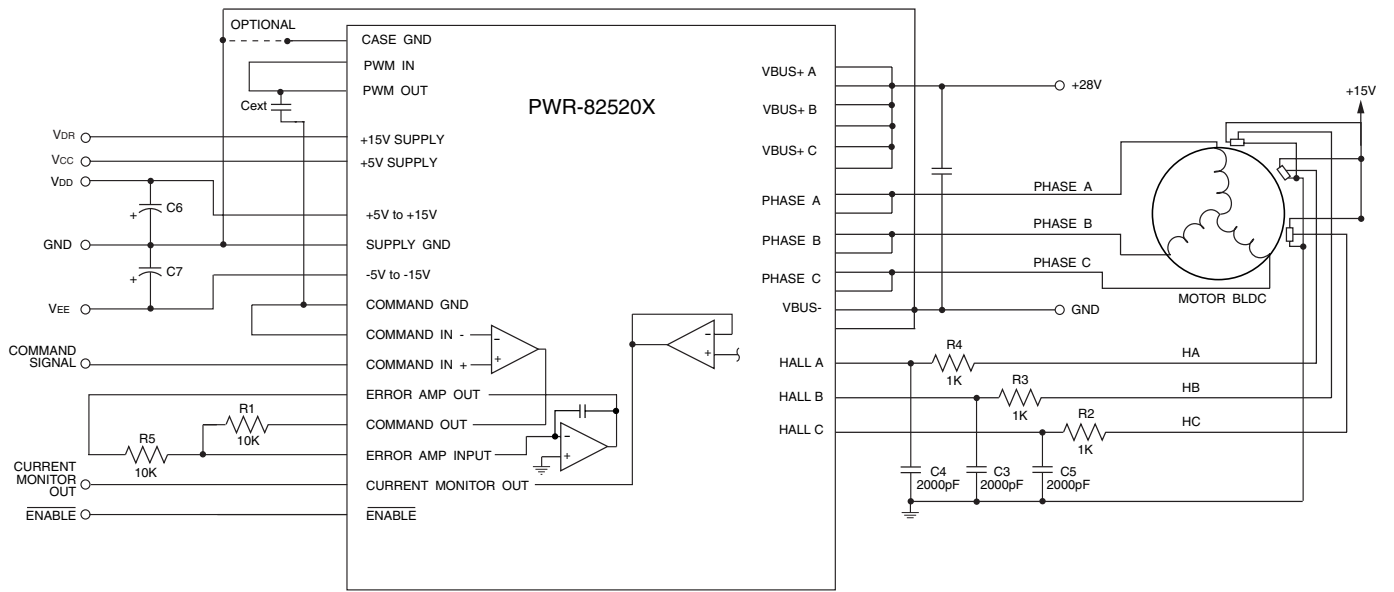 OPTIONAL
CASE GND
PWM IN
PWM OUT
Cext
PWR-82520X
VDR
+15V SUPPLY
VCC
+5V SUPPLY
VDD
C6
+
+5V to +15V
GND
SUPPLY GND
C7
+
-5V to -15V
VEE
COMMAND GND
COMMAND IN -
-
COMMAND
SIGNAL
COMMAND IN +
+
ERROR AMP OUT
R1
10K
COMMAND OUT
R5
10K
ERROR AMP INPUT
-
+
CURRENT
MONITOR
OUT
CURRENT MONITOR OUT
ENABLE
ENABLE
-
+
VBUS+ A
+28V
VBUS+ B
VBUS+ C
PHASE A
PHASE A
PHASE B
PHASE B
PHASE C
PHASE C
VBUS-
GND
+15V
MOTOR BLDC
HALL A
R4
1K
HA
HALL B
R3
1K
HB
HALL C
R2
1K
HC
C4
2000pF
C3
2000pF
C5
2000pF